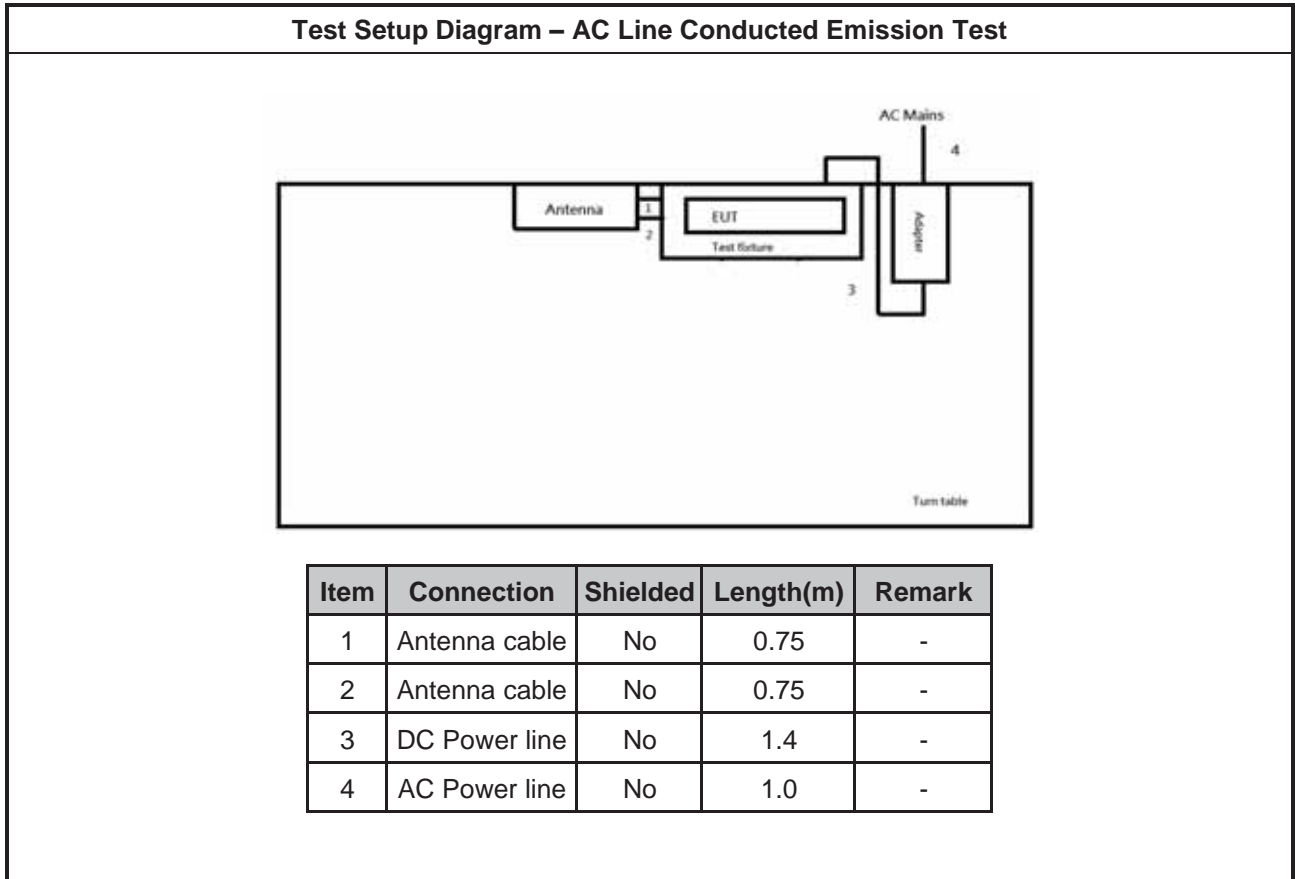 Test Setup Diagram – AC Line Conducted Emission Test
AC Mains
4
Antenna
1
2
EUT
Test fixture
Adapter
3
Turn table
Item Connection Shielded Length(m) Remark
1 Antenna cable No 0.75 -
2 Antenna cable No 0.75 -
3 DC Power line No 1.4 -
4 AC Power line No 1.0 -